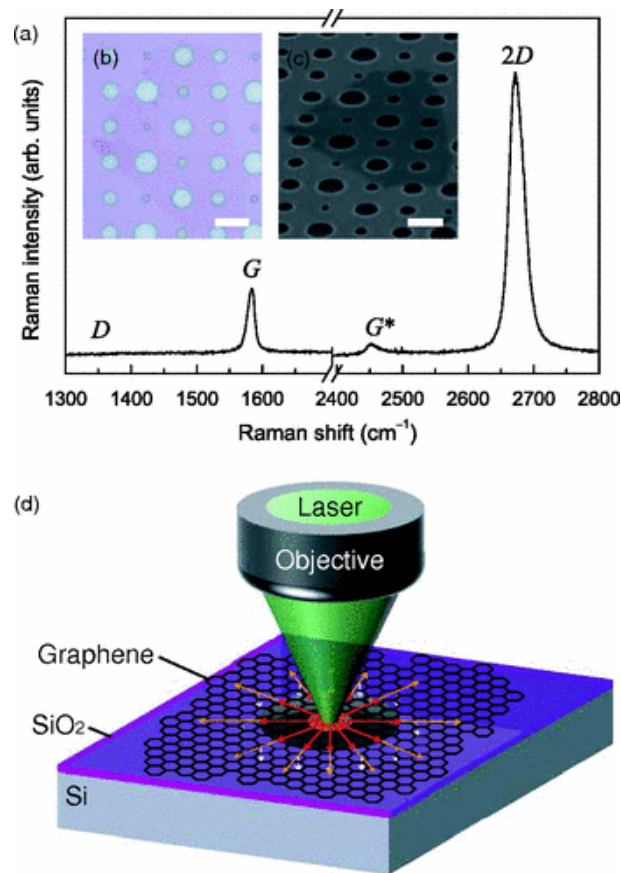 (a)
(b)
(c)
2D
G
D
G*
Raman intensity (arb. units)
1300 1400 1500 1600 2400 2500 2600 2700 2800
Raman shift (cm⁻¹)
(d)
Laser
Objective
Graphene
SiO₂
Si